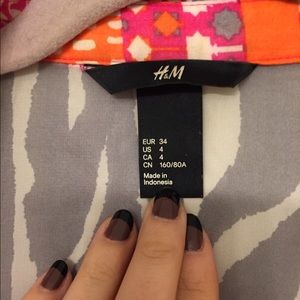 H&M
EUR 34
US 4
CA 4
CN 160/80A
Made in
Indonesia